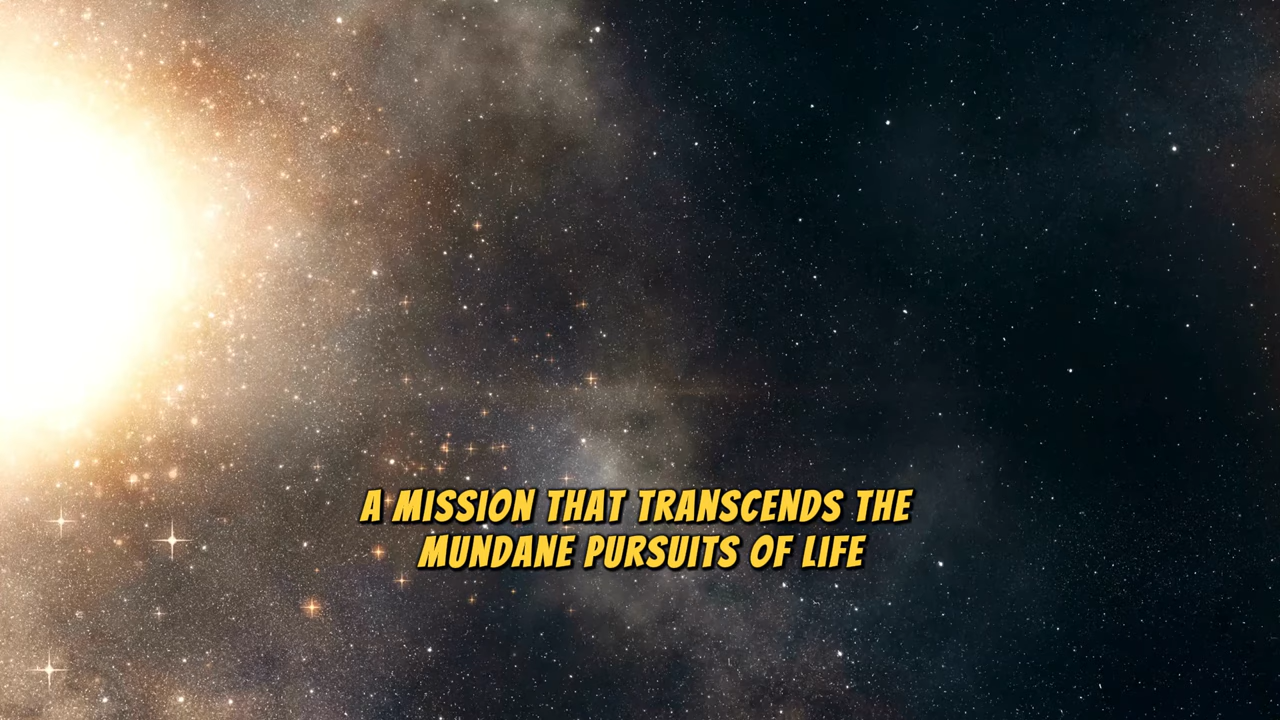 A MISSION THAT TRANSCENDS THE
MUNDANE PURSUITS OF LIFE